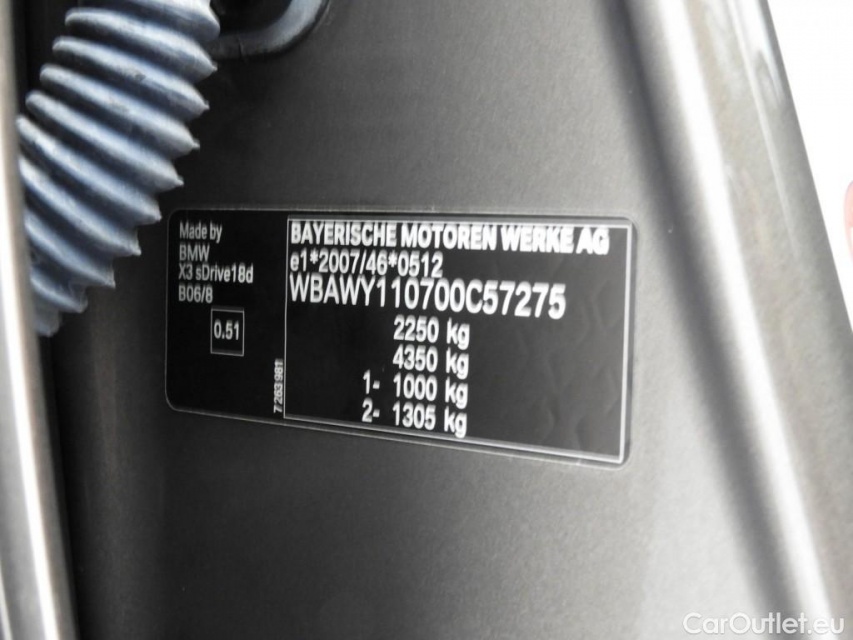 Made by
BMW
X3 sDrive18d
B06/8
0.51
7 263 981
BAYERISCHE MOTOREN WERKE AG
e1*2007/46*0512
WBAWY110700C57275
2250 kg
4350 kg
1- 1000 kg
2- 1305 kg
CarOutlet.eu